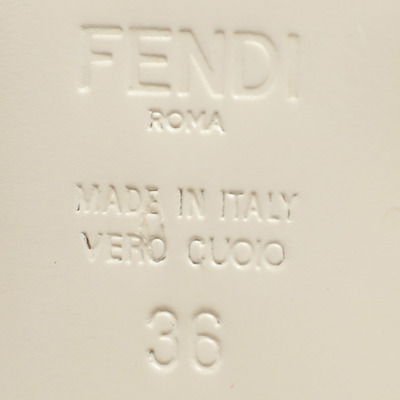 FENDI
ROMA
MADE IN ITALY
VERO CUOIO
36